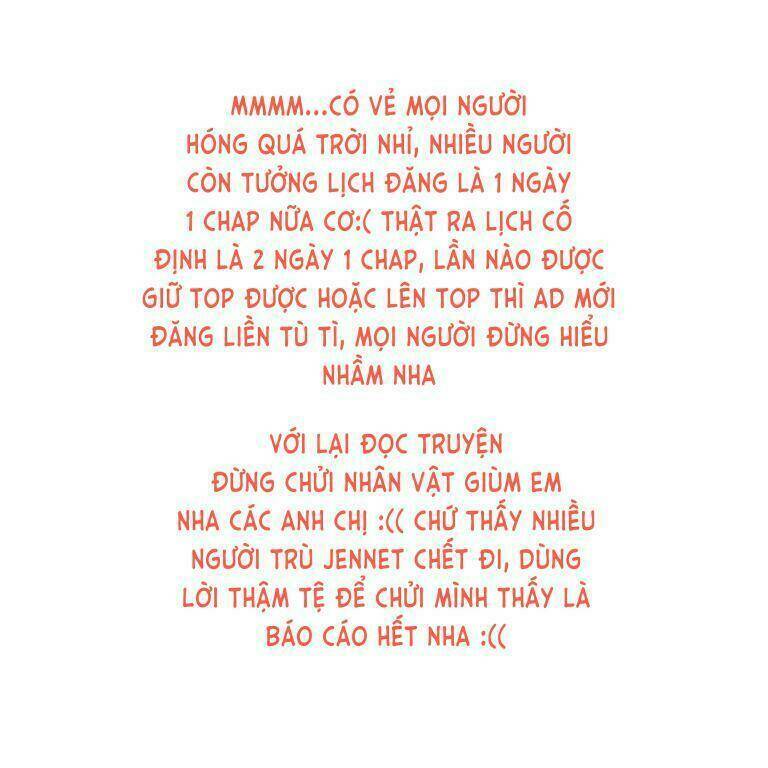 MMMM...CÓ VẺ MỌI NGƯỜI
HÓNG QUÁ TRỜI NHỈ, NHIỀU NGƯỜI
CÒN TƯỞNG LỊCH ĐĂNG LÀ 1 NGÀY
1 CHAP NỮA CƠ:( THẬT RA LỊCH CỐ
ĐỊNH LÀ 2 NGÀY 1 CHAP, LẦN NÀO ĐƯỢC
GIỮ TOP ĐƯỢC HOẶC LÊN TOP THÌ AD MỚI
ĐĂNG LIỀN TÙ TÌ, MỌI NGƯỜI ĐỪNG HIỂU
NHẦM NHA
VỚI LẠI ĐỌC TRUYỆN
ĐỪNG CHỬI NHÂN VẬT GIÙM EM
NHA CÁC ANH CHỊ :(( CHỨ THẤY NHIỀU
NGƯỜI TRÙ JENNET CHẾT ĐI, DÙNG
LỜI THẬM TỆ ĐỂ CHỬI MÌNH THẤY LÀ
BÁO CÁO HẾT NHA :((